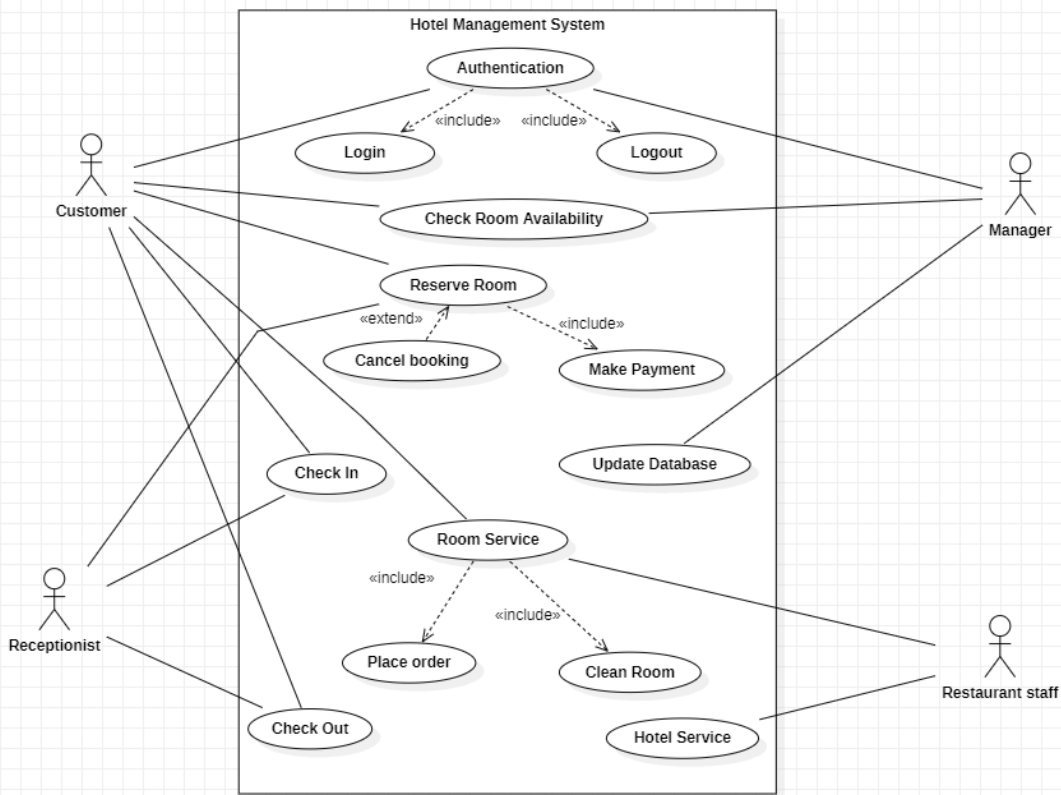 Hotel Management System
Authentication
«include» «include»
Login
Logout
Customer
Check Room Availability
Manager
Reserve Room
«extend»
«include»
Cancel booking
Make Payment
Check In
Update Database
Room Service
«include»
«include»
Receptionist
Place order
Clean Room
Restaurant staff
Check Out
Hotel Service